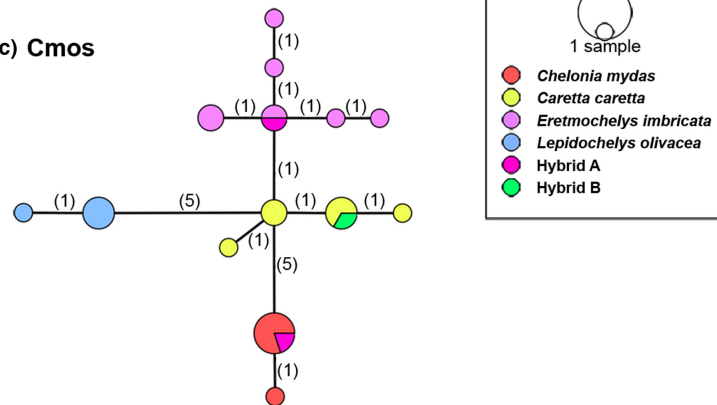 c) Cmos
(1)
(1)
(1) (1) (1)
(1)
(1) (5) (1) (1)
(1)
(5)
(1)
1 sample
Chelonia mydas
Caretta caretta
Eretmochelys imbricata
Lepidochelys olivacea
Hybrid A
Hybrid B